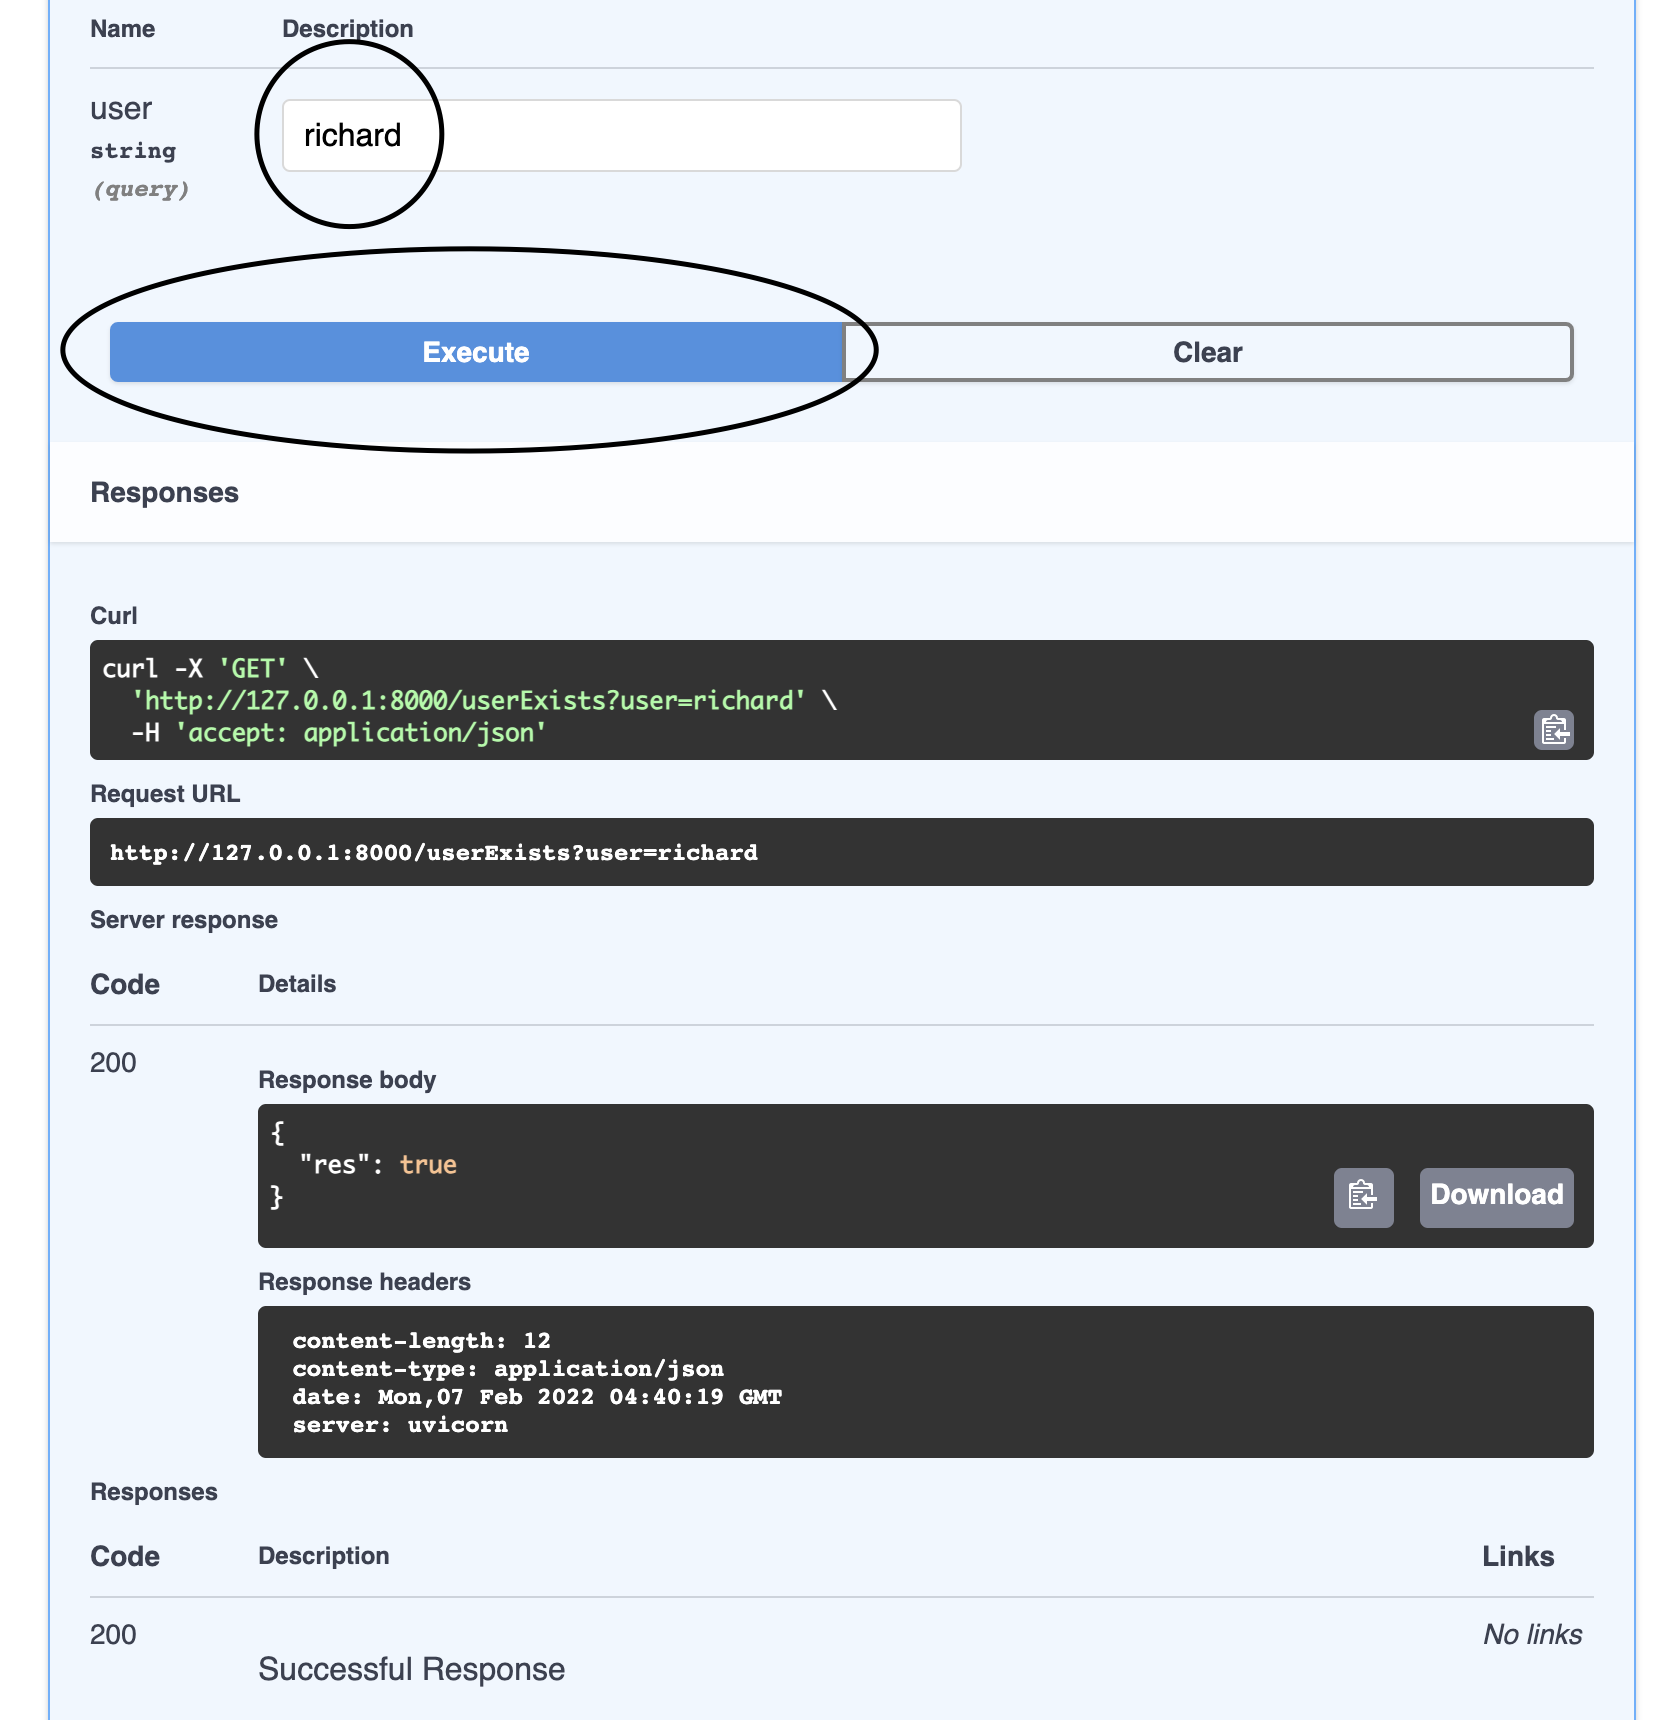 Name Description
user
string
(query)
richard
Execute Clear
Responses
Curl
curl -X 'GET' \
'http://127.0.0.1:8000/userExists?user=richard' \
-H 'accept: application/json'
Request URL
http://127.0.0.1:8000/userExists?user=richard
Server response
Code Details
200
Response body
{
"res": true
}
Download
Response headers
content-length: 12
content-type: application/json
date: Mon,07 Feb 2022 04:40:19 GMT
server: uvicorn
Responses
Code Description Links
200 No links
Successful Response